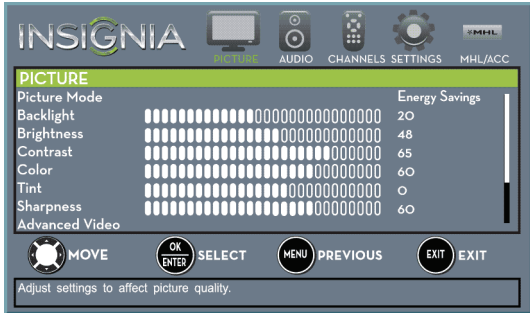 INSIGNIA
PICTURE AUDIO CHANNELS SETTINGS MHL MHL/ACC
PICTURE
Picture Mode Energy Savings
Backlight 20
Brightness 48
Contrast 65
Color 60
Tint 0
Sharpness 60
Advanced Video
MOVE OK ENTER SELECT MENU PREVIOUS EXIT EXIT
Adjust settings to affect picture quality.